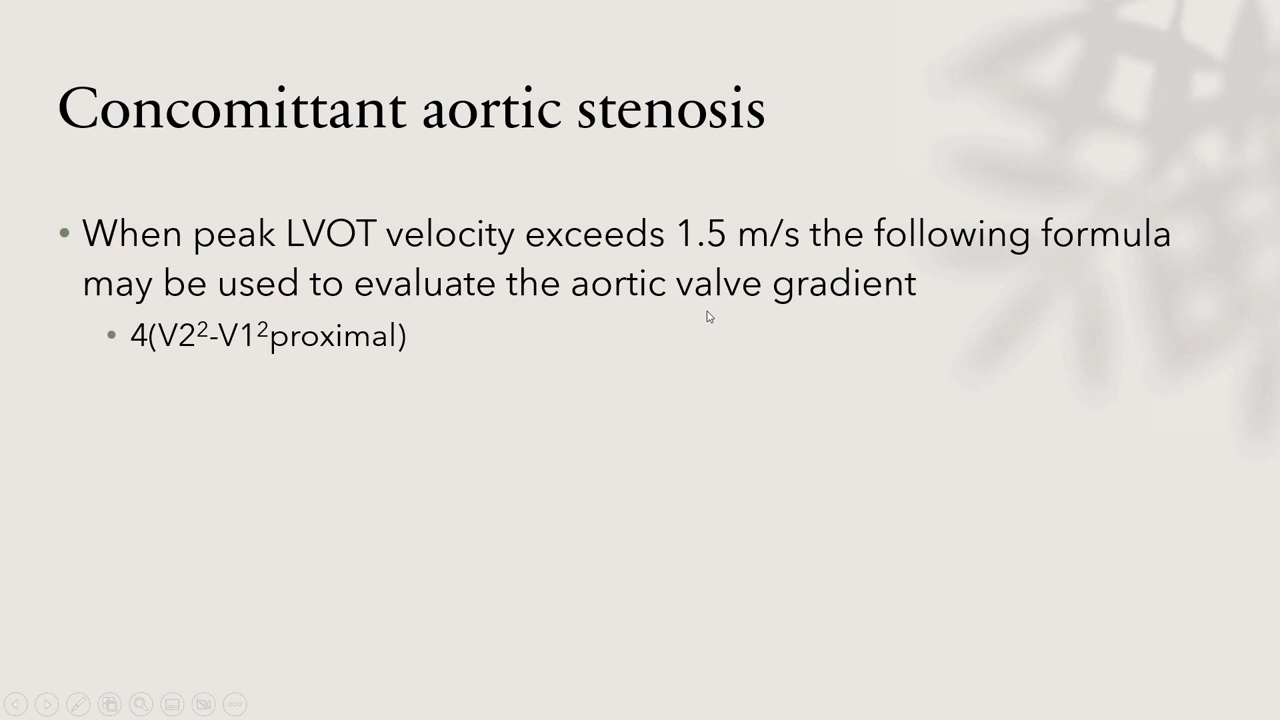 Concomittant aortic stenosis
• When peak LVOT velocity exceeds 1.5 m/s the following formula
may be used to evaluate the aortic valve gradient
• 4(V2²-V1²proximal)